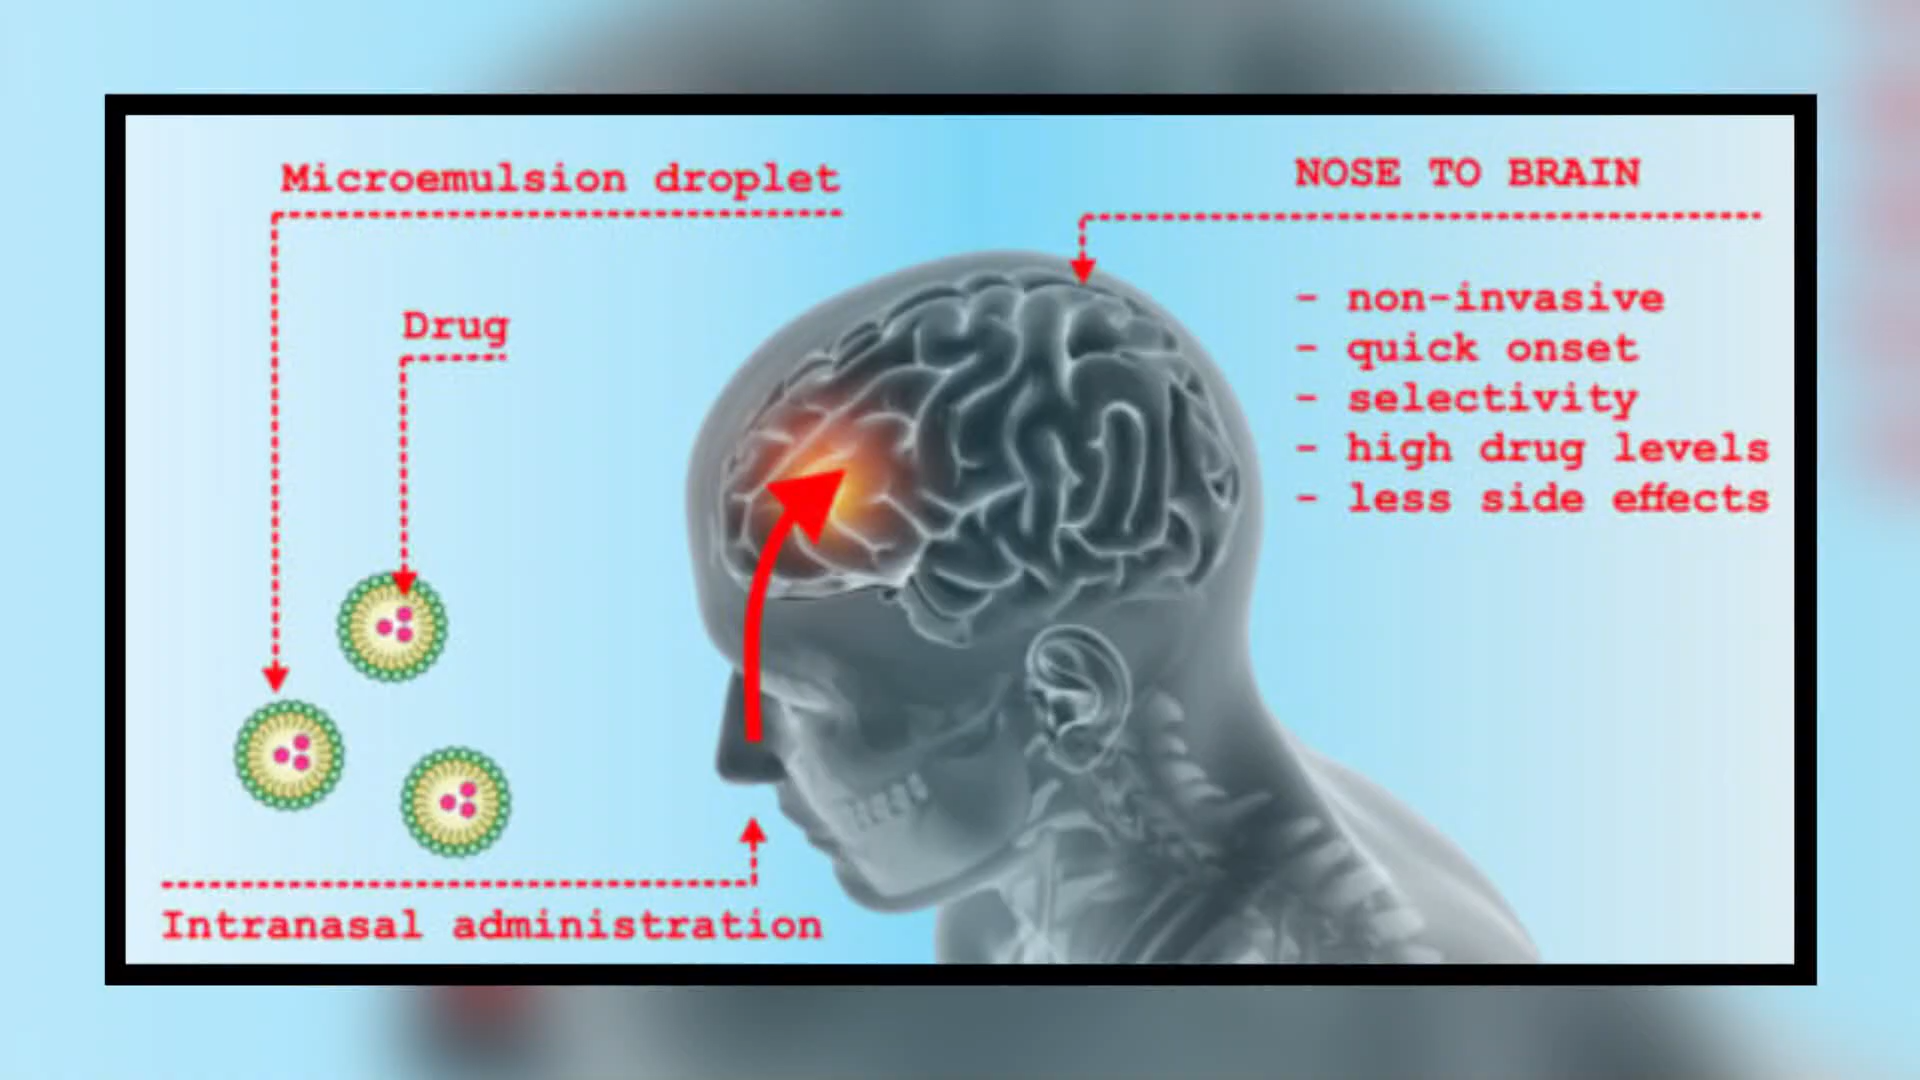 Microemulsion droplet
Drug
Intranasal administration
NOSE TO BRAIN
- non-invasive
- quick onset
- selectivity
- high drug levels
- less side effects